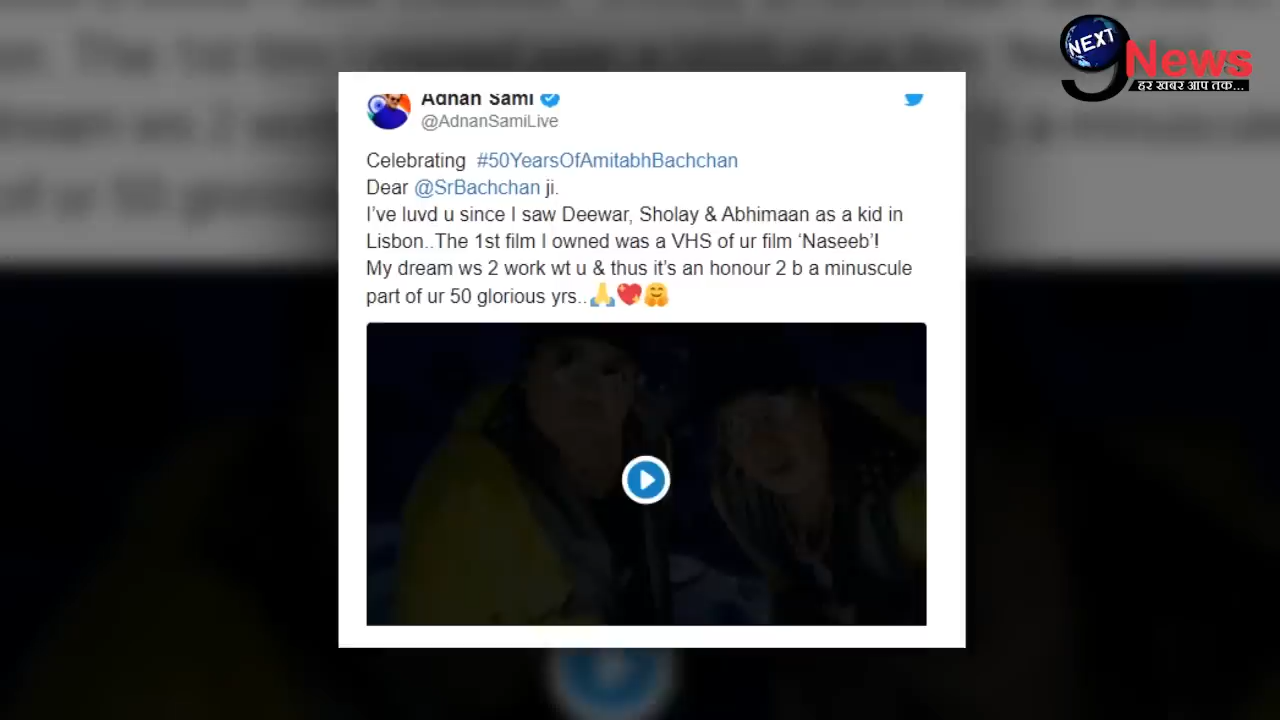 NEXT
9 News
हर खबर आप तक...
Adnan Sami
@AdnanSamiLive
Celebrating #50YearsOfAmitabhBachchan
Dear @SrBachchan ji.
I’ve luvd u since I saw Deewar, Sholay & Abhimaan as a kid in
Lisbon..The 1st film I owned was a VHS of ur film ‘Naseeb’!
My dream ws 2 work wt u & thus it’s an honour 2 b a minuscule
part of ur 50 glorious yrs..🙏💖🤗